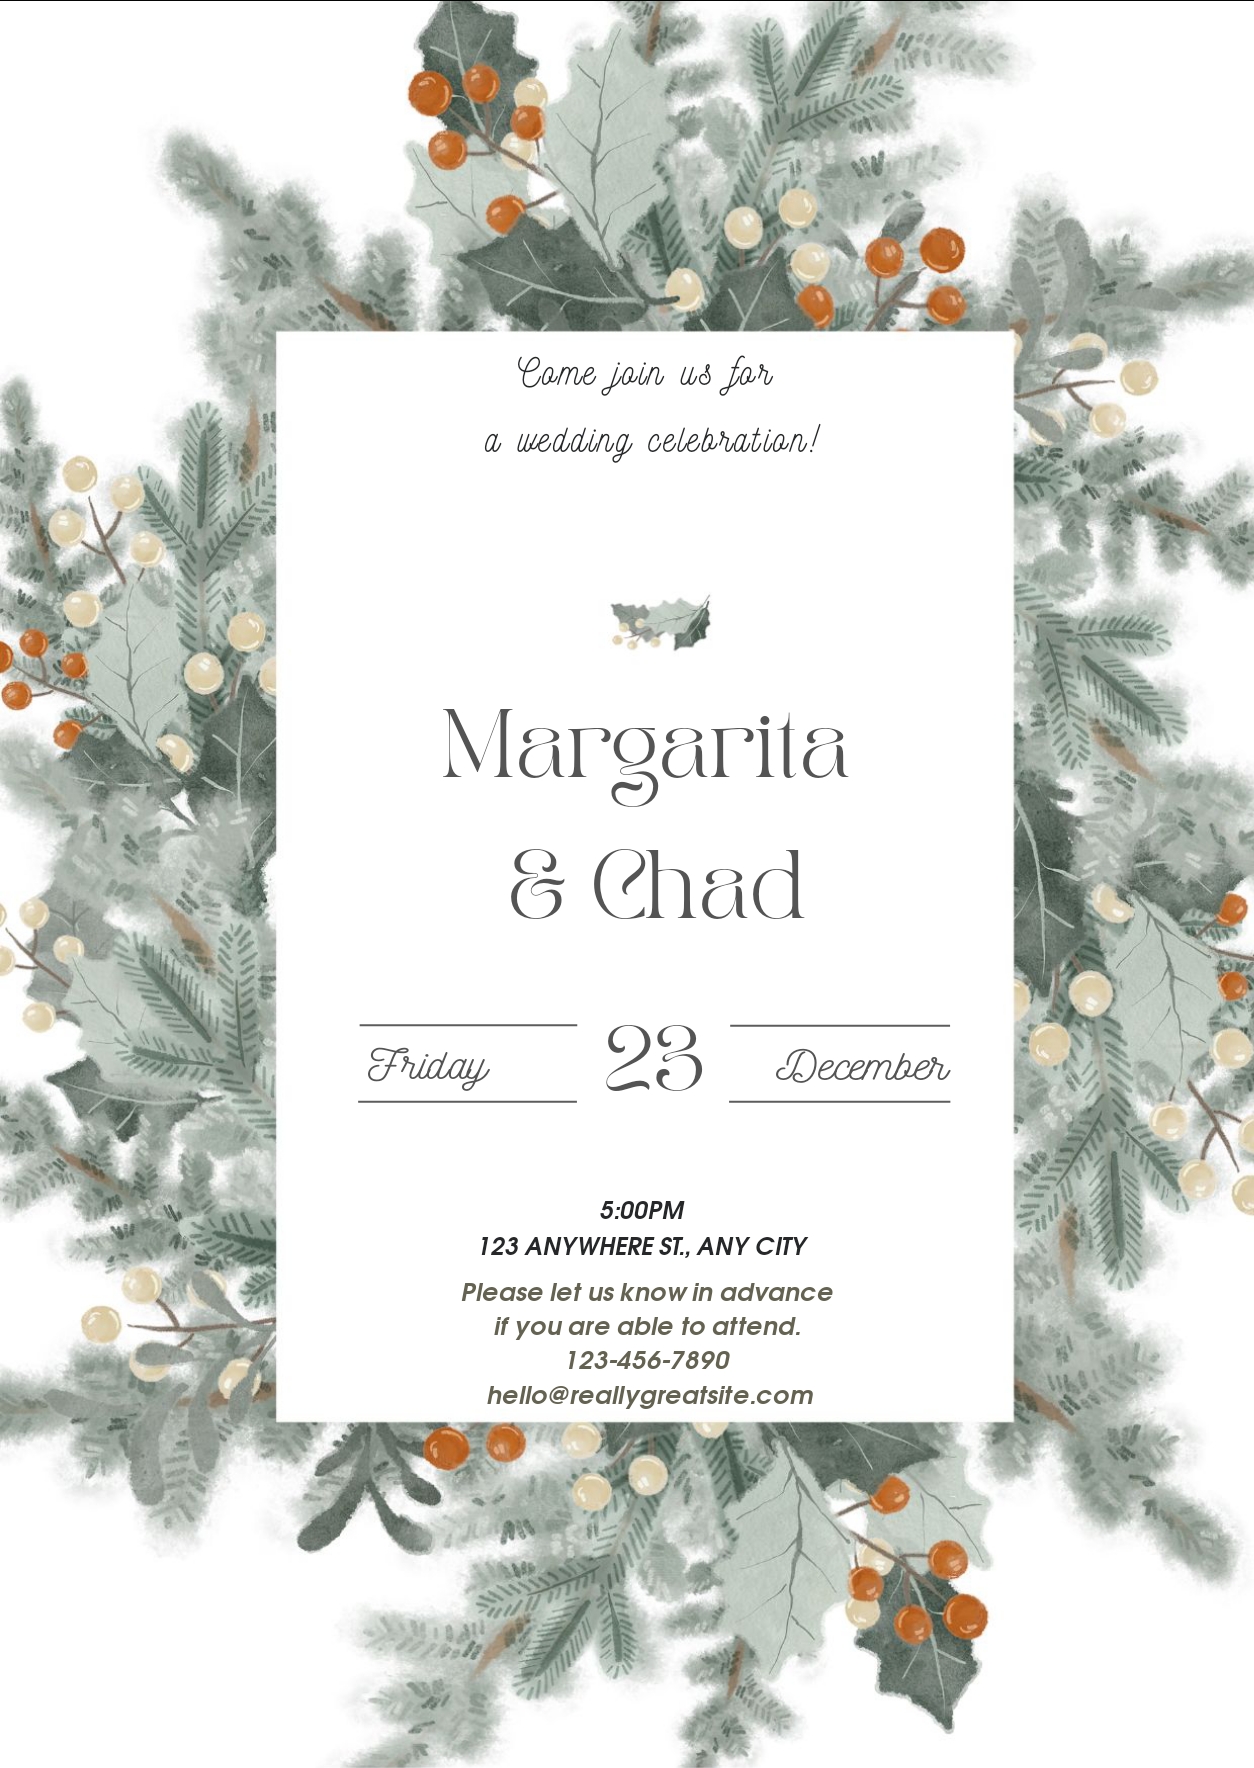 Come join us for
a wedding celebration!
Margarita
& Chad
Friday 23 December
5:00PM
123 ANYWHERE ST., ANY CITY
Please let us know in advance
if you are able to attend.
123-456-7890
hello@reallygreatsite.com